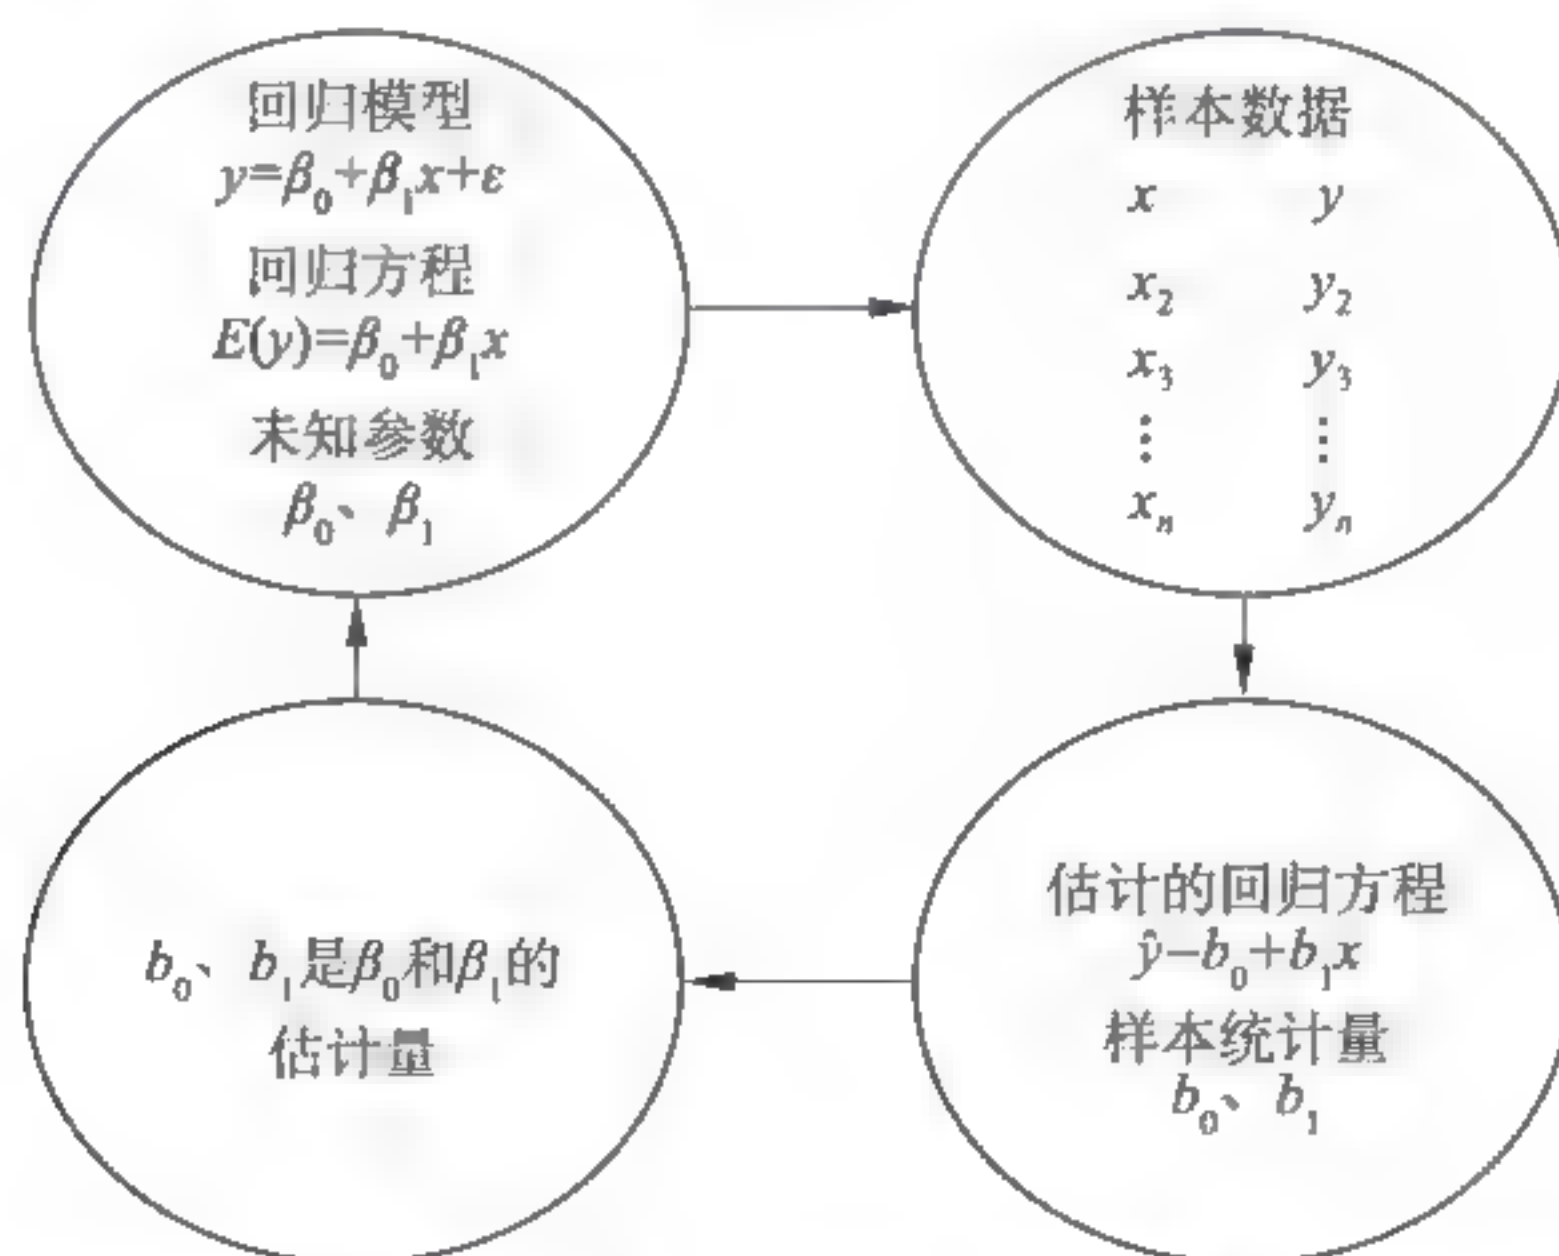 回归模型
y=β₀+β₁x+ε
回归方程
E(y)=β₀+β₁x
未知参数
β₀、β₁
样本数据
x y
x₂ y₂
x₃ y₃
⋮ ⋮
xₙ yₙ
估计的回归方程
ŷ=b₀+b₁x
样本统计量
b₀、b₁
b₀、b₁是β₀和β₁的
估计量